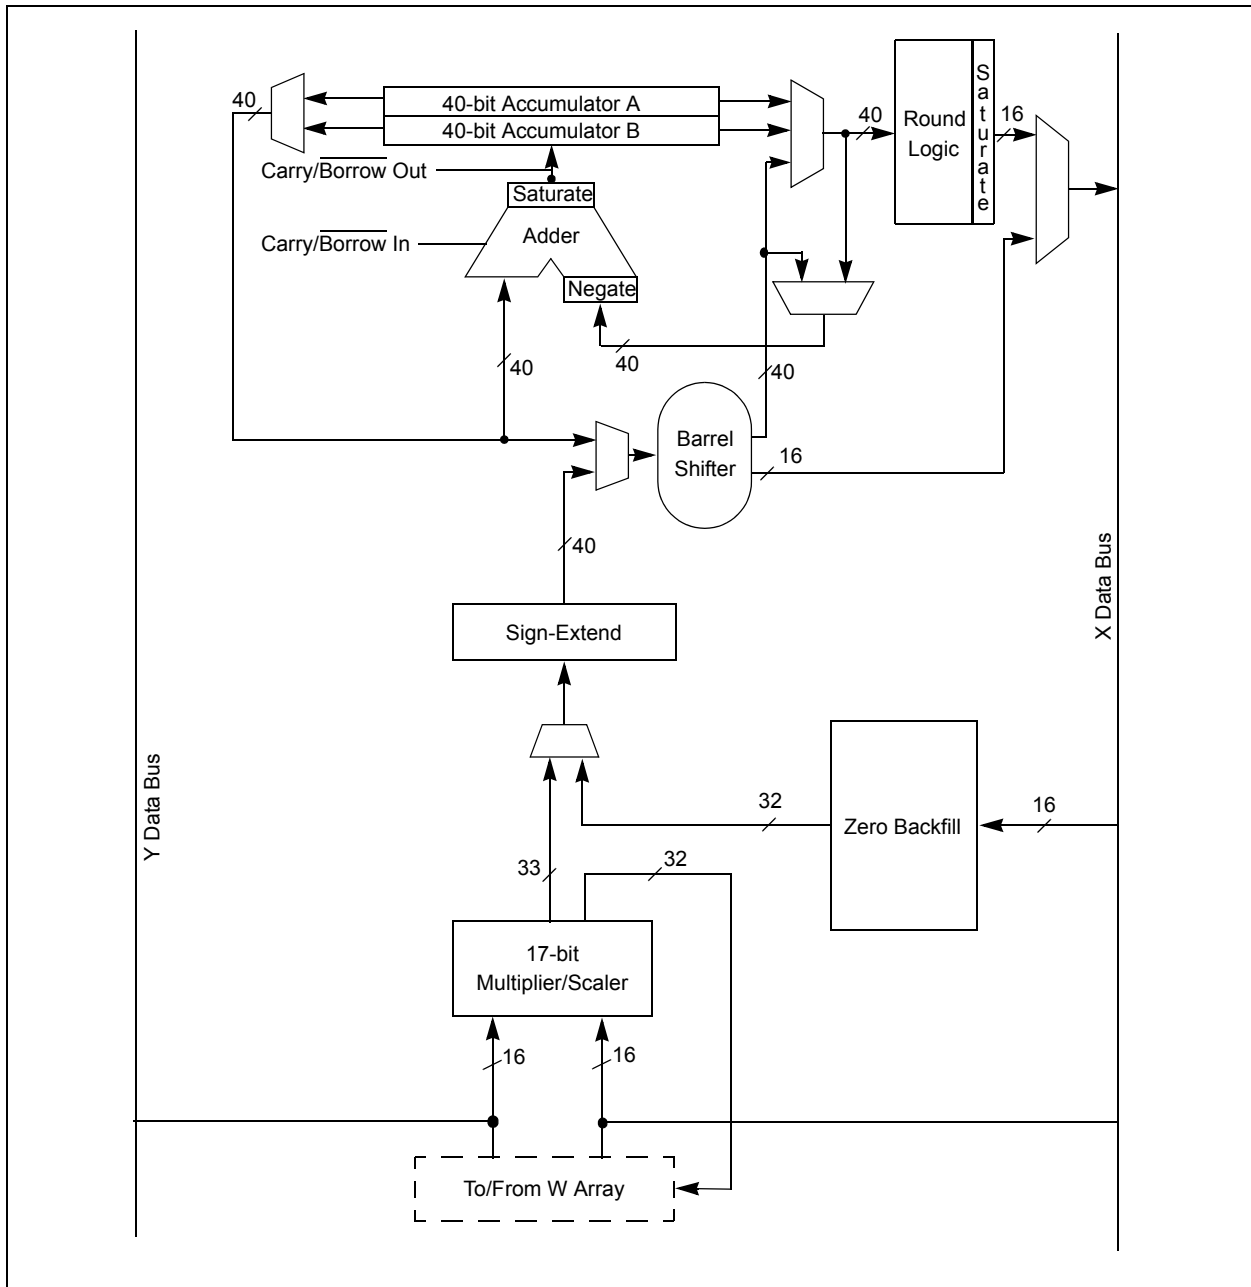 40
40-bit Accumulator A
40-bit Accumulator B
Carry/Borrow Out
Saturate
Carry/Borrow In
Adder
Negate
40
Round
Logic
Saturate
16
40
40
40
Barrel
Shifter
16
40
Sign-Extend
X Data Bus
Y Data Bus
33
32
32
Zero Backfill
16
17-bit
Multiplier/Scaler
16
16
To/From W Array